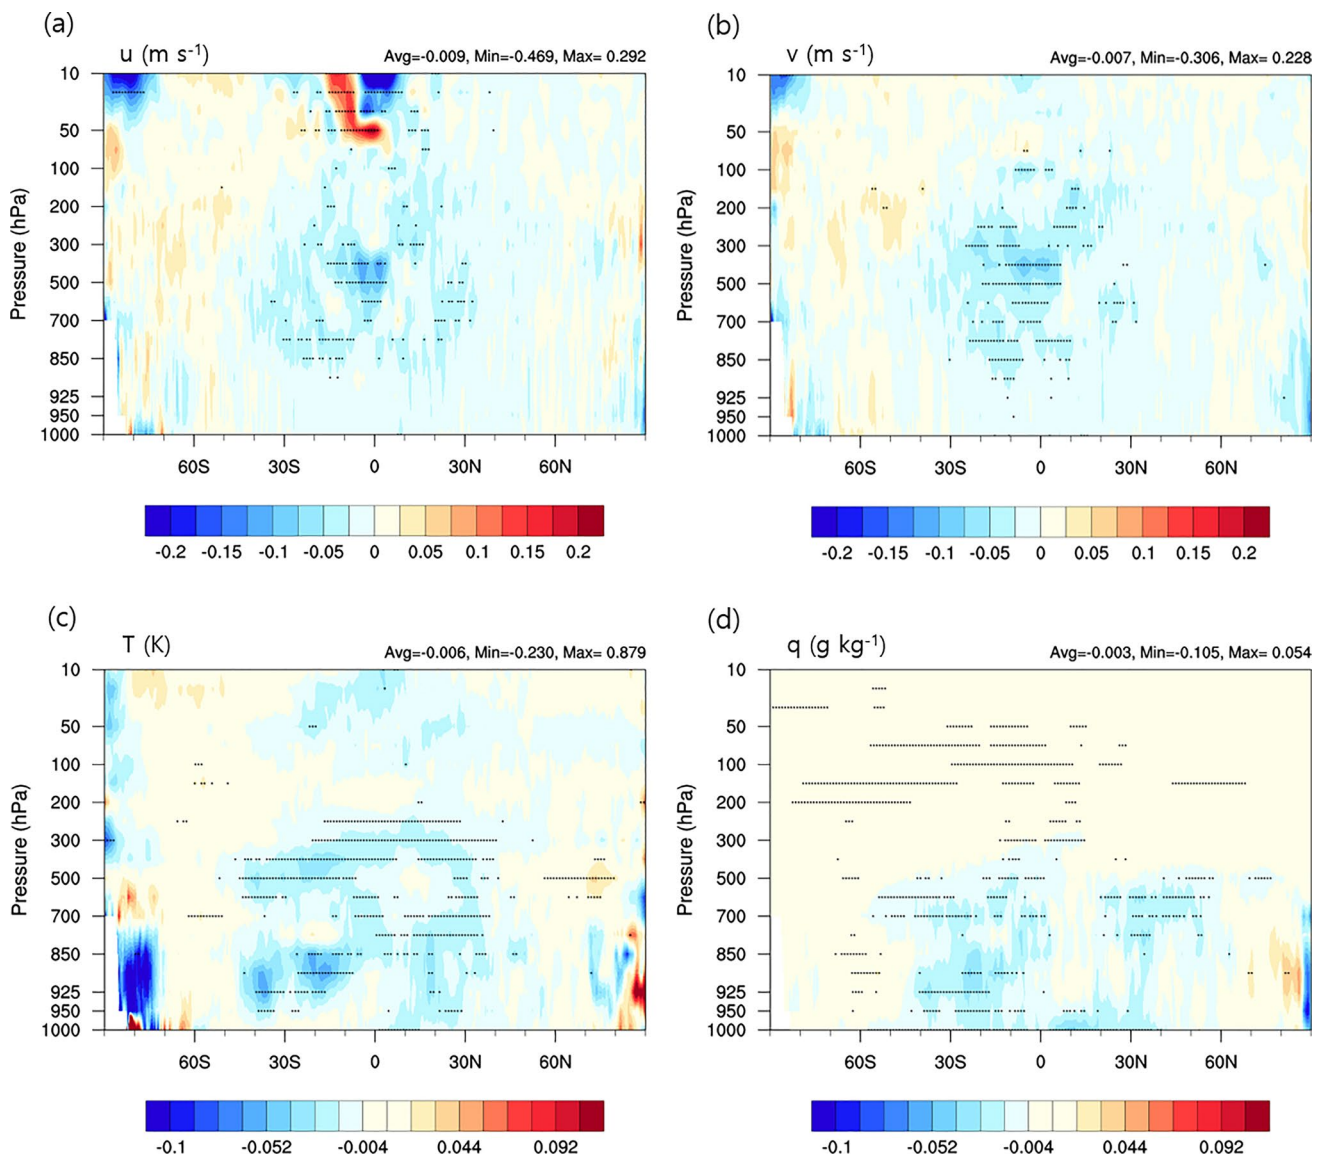 (a)
u (m s-1)
Avg=-0.009, Min=-0.469, Max= 0.292
10
50
100
200
300
500
700
850
925
950
1000
Pressure (hPa)
60S 30S 0 30N 60N
-0.2 -0.15 -0.1 -0.05 0 0.05 0.1 0.15 0.2
(b)
v (m s-1)
Avg=-0.007, Min=-0.306, Max= 0.228
10
50
100
200
300
500
700
850
925
950
1000
Pressure (hPa)
60S 30S 0 30N 60N
-0.2 -0.15 -0.1 -0.05 0 0.05 0.1 0.15 0.2
(c)
T (K)
Avg=-0.006, Min=-0.230, Max= 0.879
10
50
100
200
300
500
700
850
925
950
1000
Pressure (hPa)
60S 30S 0 30N 60N
-0.1 -0.052 -0.004 0.044 0.092
(d)
q (g kg-1)
Avg=-0.003, Min=-0.105, Max= 0.054
10
50
100
200
300
500
700
850
925
950
1000
Pressure (hPa)
60S 30S 0 30N 60N
-0.1 -0.052 -0.004 0.044 0.092